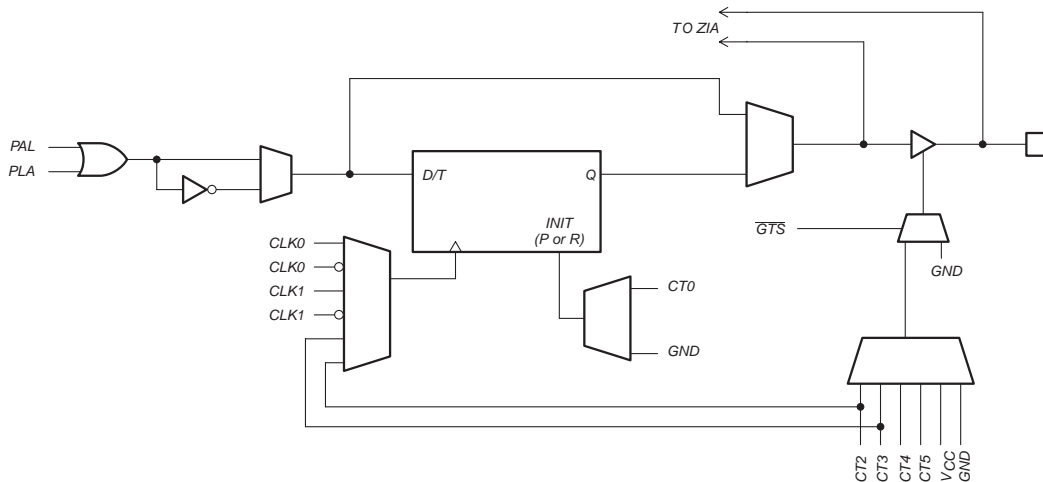 TO ZIA
PAL
PLA
D/T
Q
INIT
(P or R)
CLK0
CLK0
CLK1
CLK1
CT0
GND
GTS
GND
CT2
CT3
CT4
CT5
VCC
GND